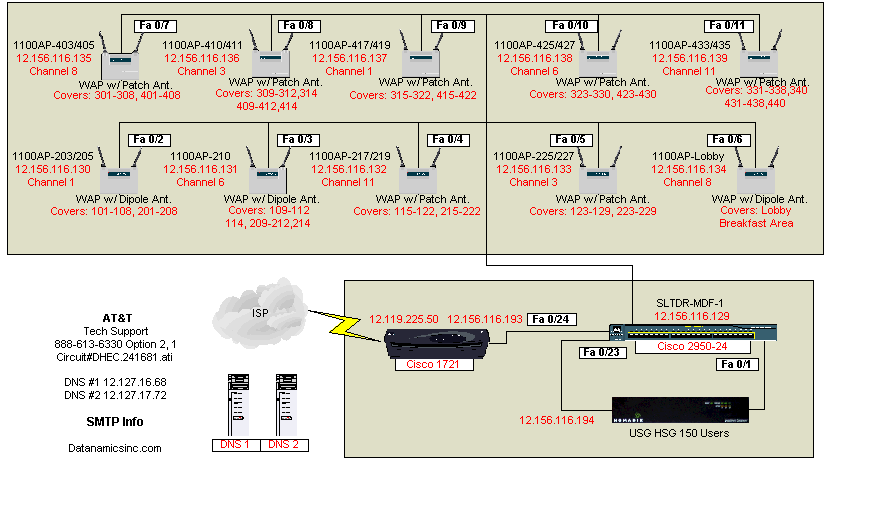 Fa 0/7
Fa 0/8
Fa 0/9
Fa 0/10
Fa 0/11
1100AP-403/405
12.156.116.135
Channel 8
WAP w/Patch Ant.
Covers: 301-308, 401-408
1100AP-410/411
12.156.116.136
Channel 3
WAP w/Patch Ant.
Covers: 309-312,314
409-412,414
1100AP-417/419
12.156.116.137
Channel 1
WAP w/Patch Ant.
Covers: 315-322, 415-422
1100AP-425/427
12.156.116.138
Channel 6
WAP w/Patch Ant.
Covers: 323-330, 423-430
1100AP-433/435
12.156.116.139
Channel 11
WAP w/Patch Ant.
Covers: 331-338,340
431-438,440
Fa 0/2
Fa 0/3
Fa 0/4
Fa 0/5
Fa 0/6
1100AP-203/205
12.156.116.130
Channel 1
WAP w/Dipole Ant.
Covers: 101-108, 201-208
1100AP-210
12.156.116.131
Channel 6
WAP w/Dipole Ant.
Covers: 109-112
114, 209-212,214
1100AP-217/219
12.156.116.132
Channel 11
WAP w/Patch Ant.
Covers: 115-122, 215-222
1100AP-225/227
12.156.116.133
Channel 3
WAP w/Patch Ant.
Covers: 123-129, 223-229
1100AP-Lobby
12.156.116.134
Channel 8
WAP w/Dipole Ant.
Covers: Lobby
Breakfast Area
AT&T
Tech Support
888-613-6330 Option 2, 1
Circuit#DHEC.241681.ati
DNS #1 12.127.16.68
DNS #2 12.127.17.72
SMTP Info
Datanamicsinc.com
ISP
DNS 1
DNS 2
12.119.225.50
12.156.116.193
Fa 0/24
Cisco 1721
SLTDR-MDF-1
12.156.116.129
Cisco 2950-24
Fa 0/23
Fa 0/1
12.156.116.194
NOMADIX
USG HSG 150 Users